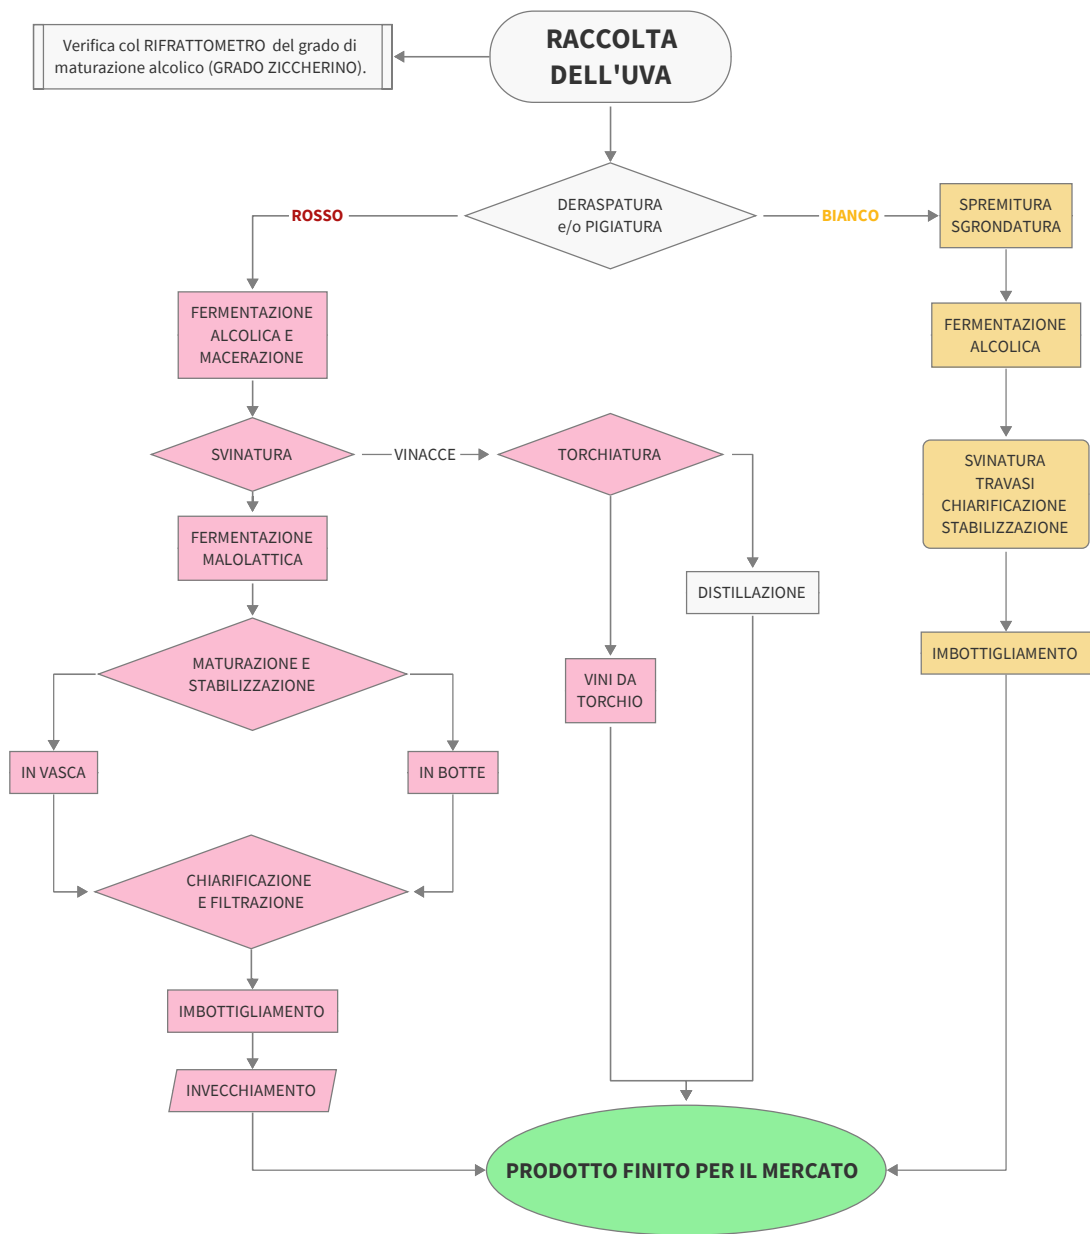 RACCOLTA
DELL'UVA
Verifica col RIFRATTOMETRO del grado di
maturazione alcolico (GRADO ZICCHERINO).
DERASPATURA
e/o PIGIATURA
ROSSO
BIANCO
SPREMITURA
SGRONDATURA
FERMENTAZIONE
ALCOLICA E
MACERAZIONE
FERMENTAZIONE
ALCOLICA
SVINATURA
VINACCE
TORCHIATURA
SVINATURA
TRAVASI
CHIARIFICAZIONE
STABILIZZAZIONE
FERMENTAZIONE
MALOLATTICA
DISTILLAZIONE
MATURAZIONE E
STABILIZZAZIONE
VINI DA
TORCHIO
IMBOTTIGLIAMENTO
IN VASCA
IN BOTTE
CHIARIFICAZIONE
E FILTRAZIONE
IMBOTTIGLIAMENTO
INVECCHIAMENTO
PRODOTTO FINITO PER IL MERCATO